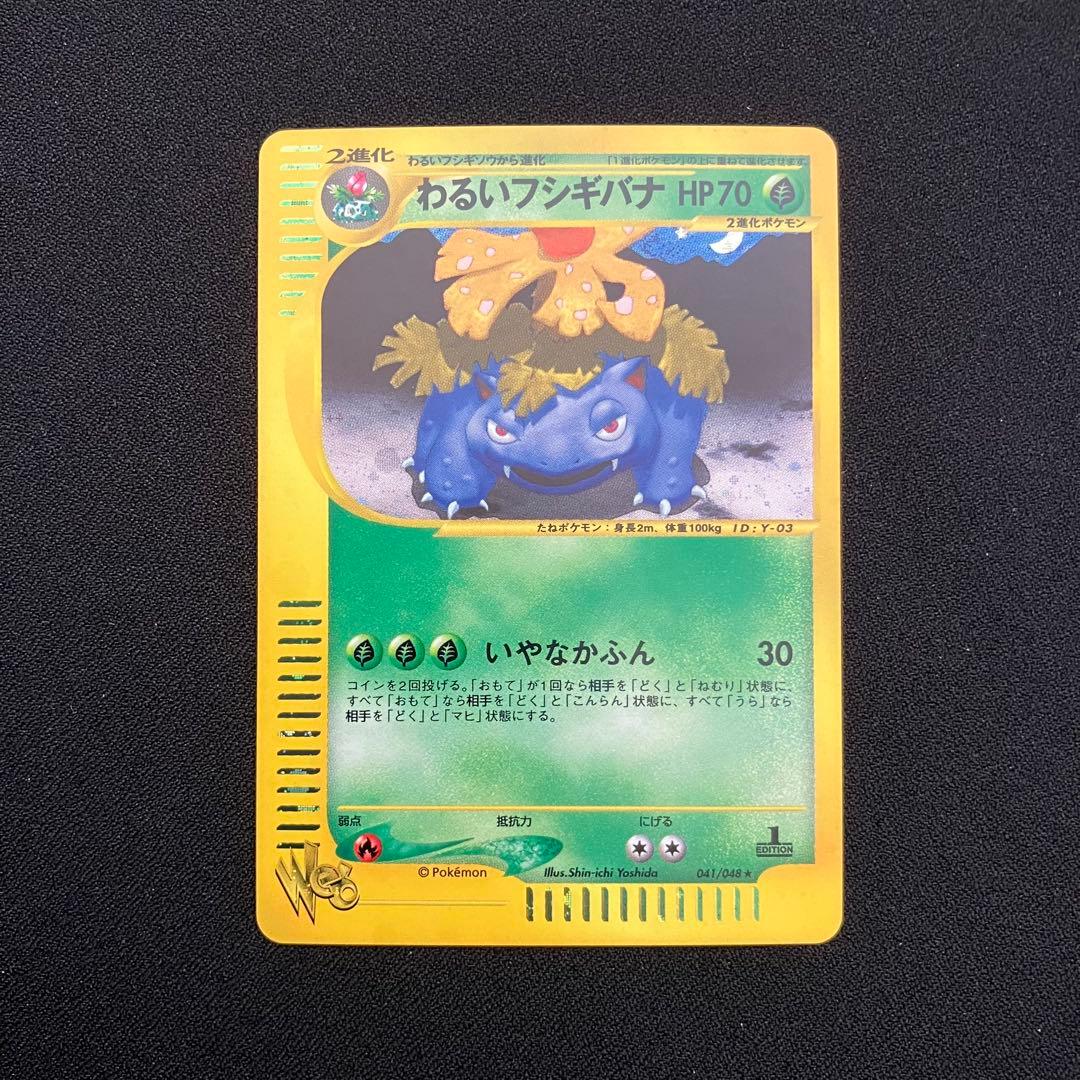 2進化 わるいフシギソウから進化 「1進化ポケモン」の上に重ねて進化させます
わるいフシギバナ HP70
2進化ポケモン
たねポケモン:身長2m、体重100kg ID:Y-03
いやなかふん 30
コインを2回投げる。「おもて」が1回なら相手を「どく」と「ねむり」状態に、
すべて「おもて」なら相手を「どく」と「こんらん」状態に、すべて「うら」なら
相手を「どく」と「マヒ」状態にする。
弱点 抵抗力 にげる
1
EDITION
Web
©Pokémon Illus.Shin-ichi Yoshida 041/048★